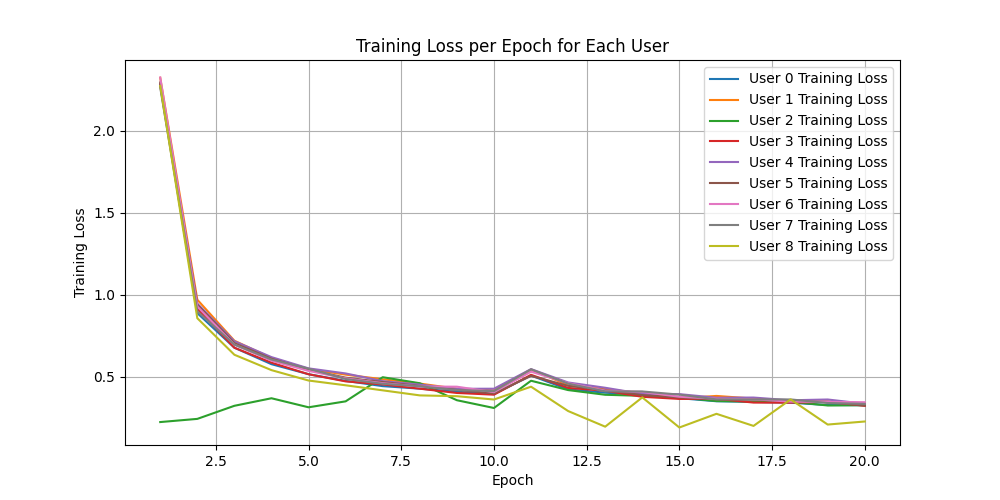 Training Loss per Epoch for Each User
Training Loss
2.0
1.5
1.0
0.5
User 0 Training Loss
User 1 Training Loss
User 2 Training Loss
User 3 Training Loss
User 4 Training Loss
User 5 Training Loss
User 6 Training Loss
User 7 Training Loss
User 8 Training Loss
2.5 5.0 7.5 10.0 12.5 15.0 17.5 20.0
Epoch